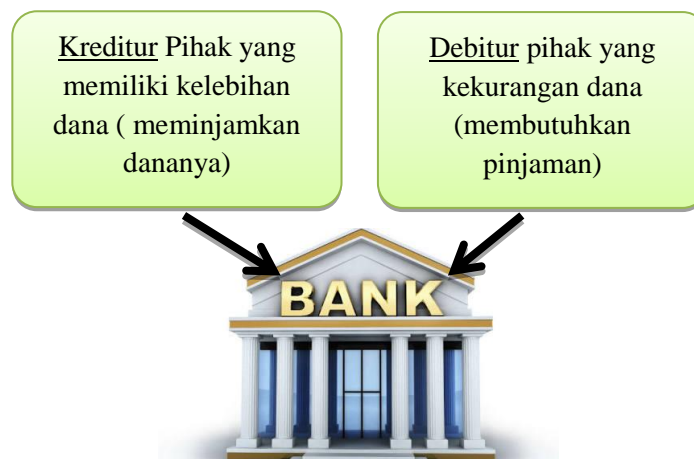 Kreditur Pihak yang
memiliki kelebihan
dana ( meminjamkan
dananya)
Debitur pihak yang
kekurangan dana
(membutuhkan
pinjaman)
BANK